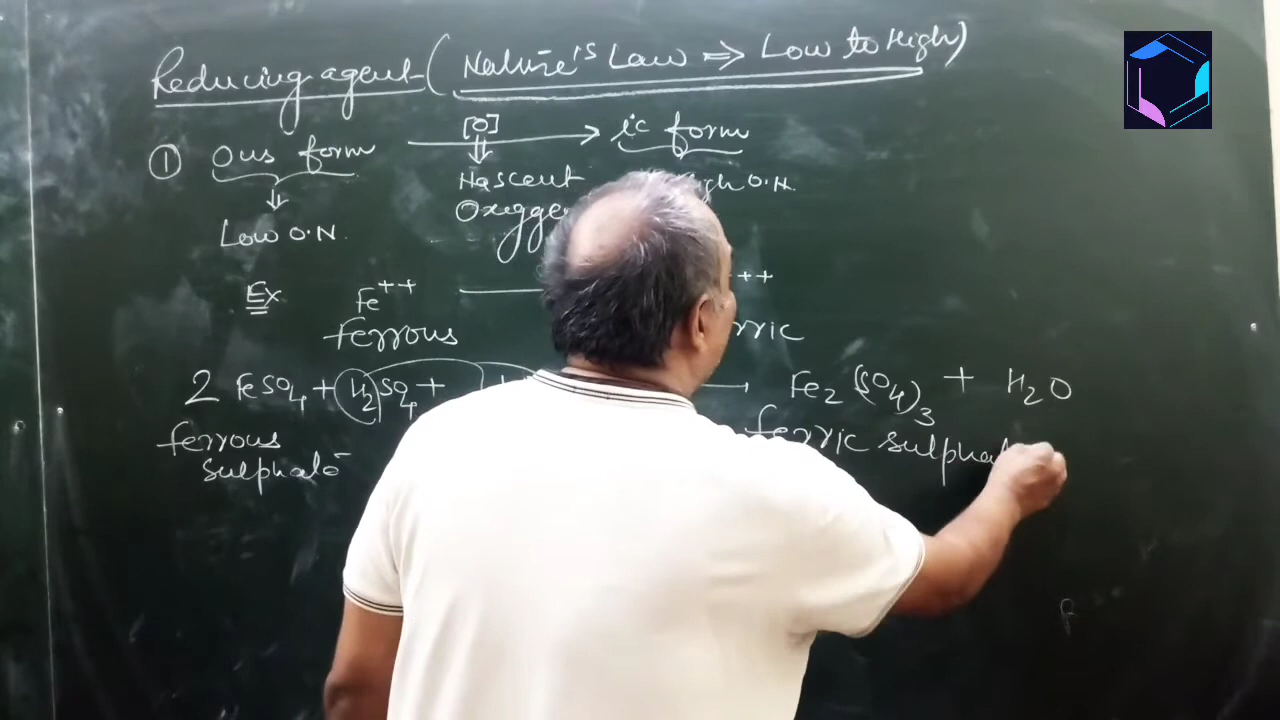 Reducing agent (Nature's Law ⇒ Low to High)
① Ous form [O] → ic form
⇓ ⇓
Low O.N. Nascent O.N.
Ex Fe⁺⁺ ⁺⁺
ferrous
2 FeSO₄ + H₂SO₄ + → Fe₂(SO₄)₃ + H₂O
ferrous ferric
sulphate